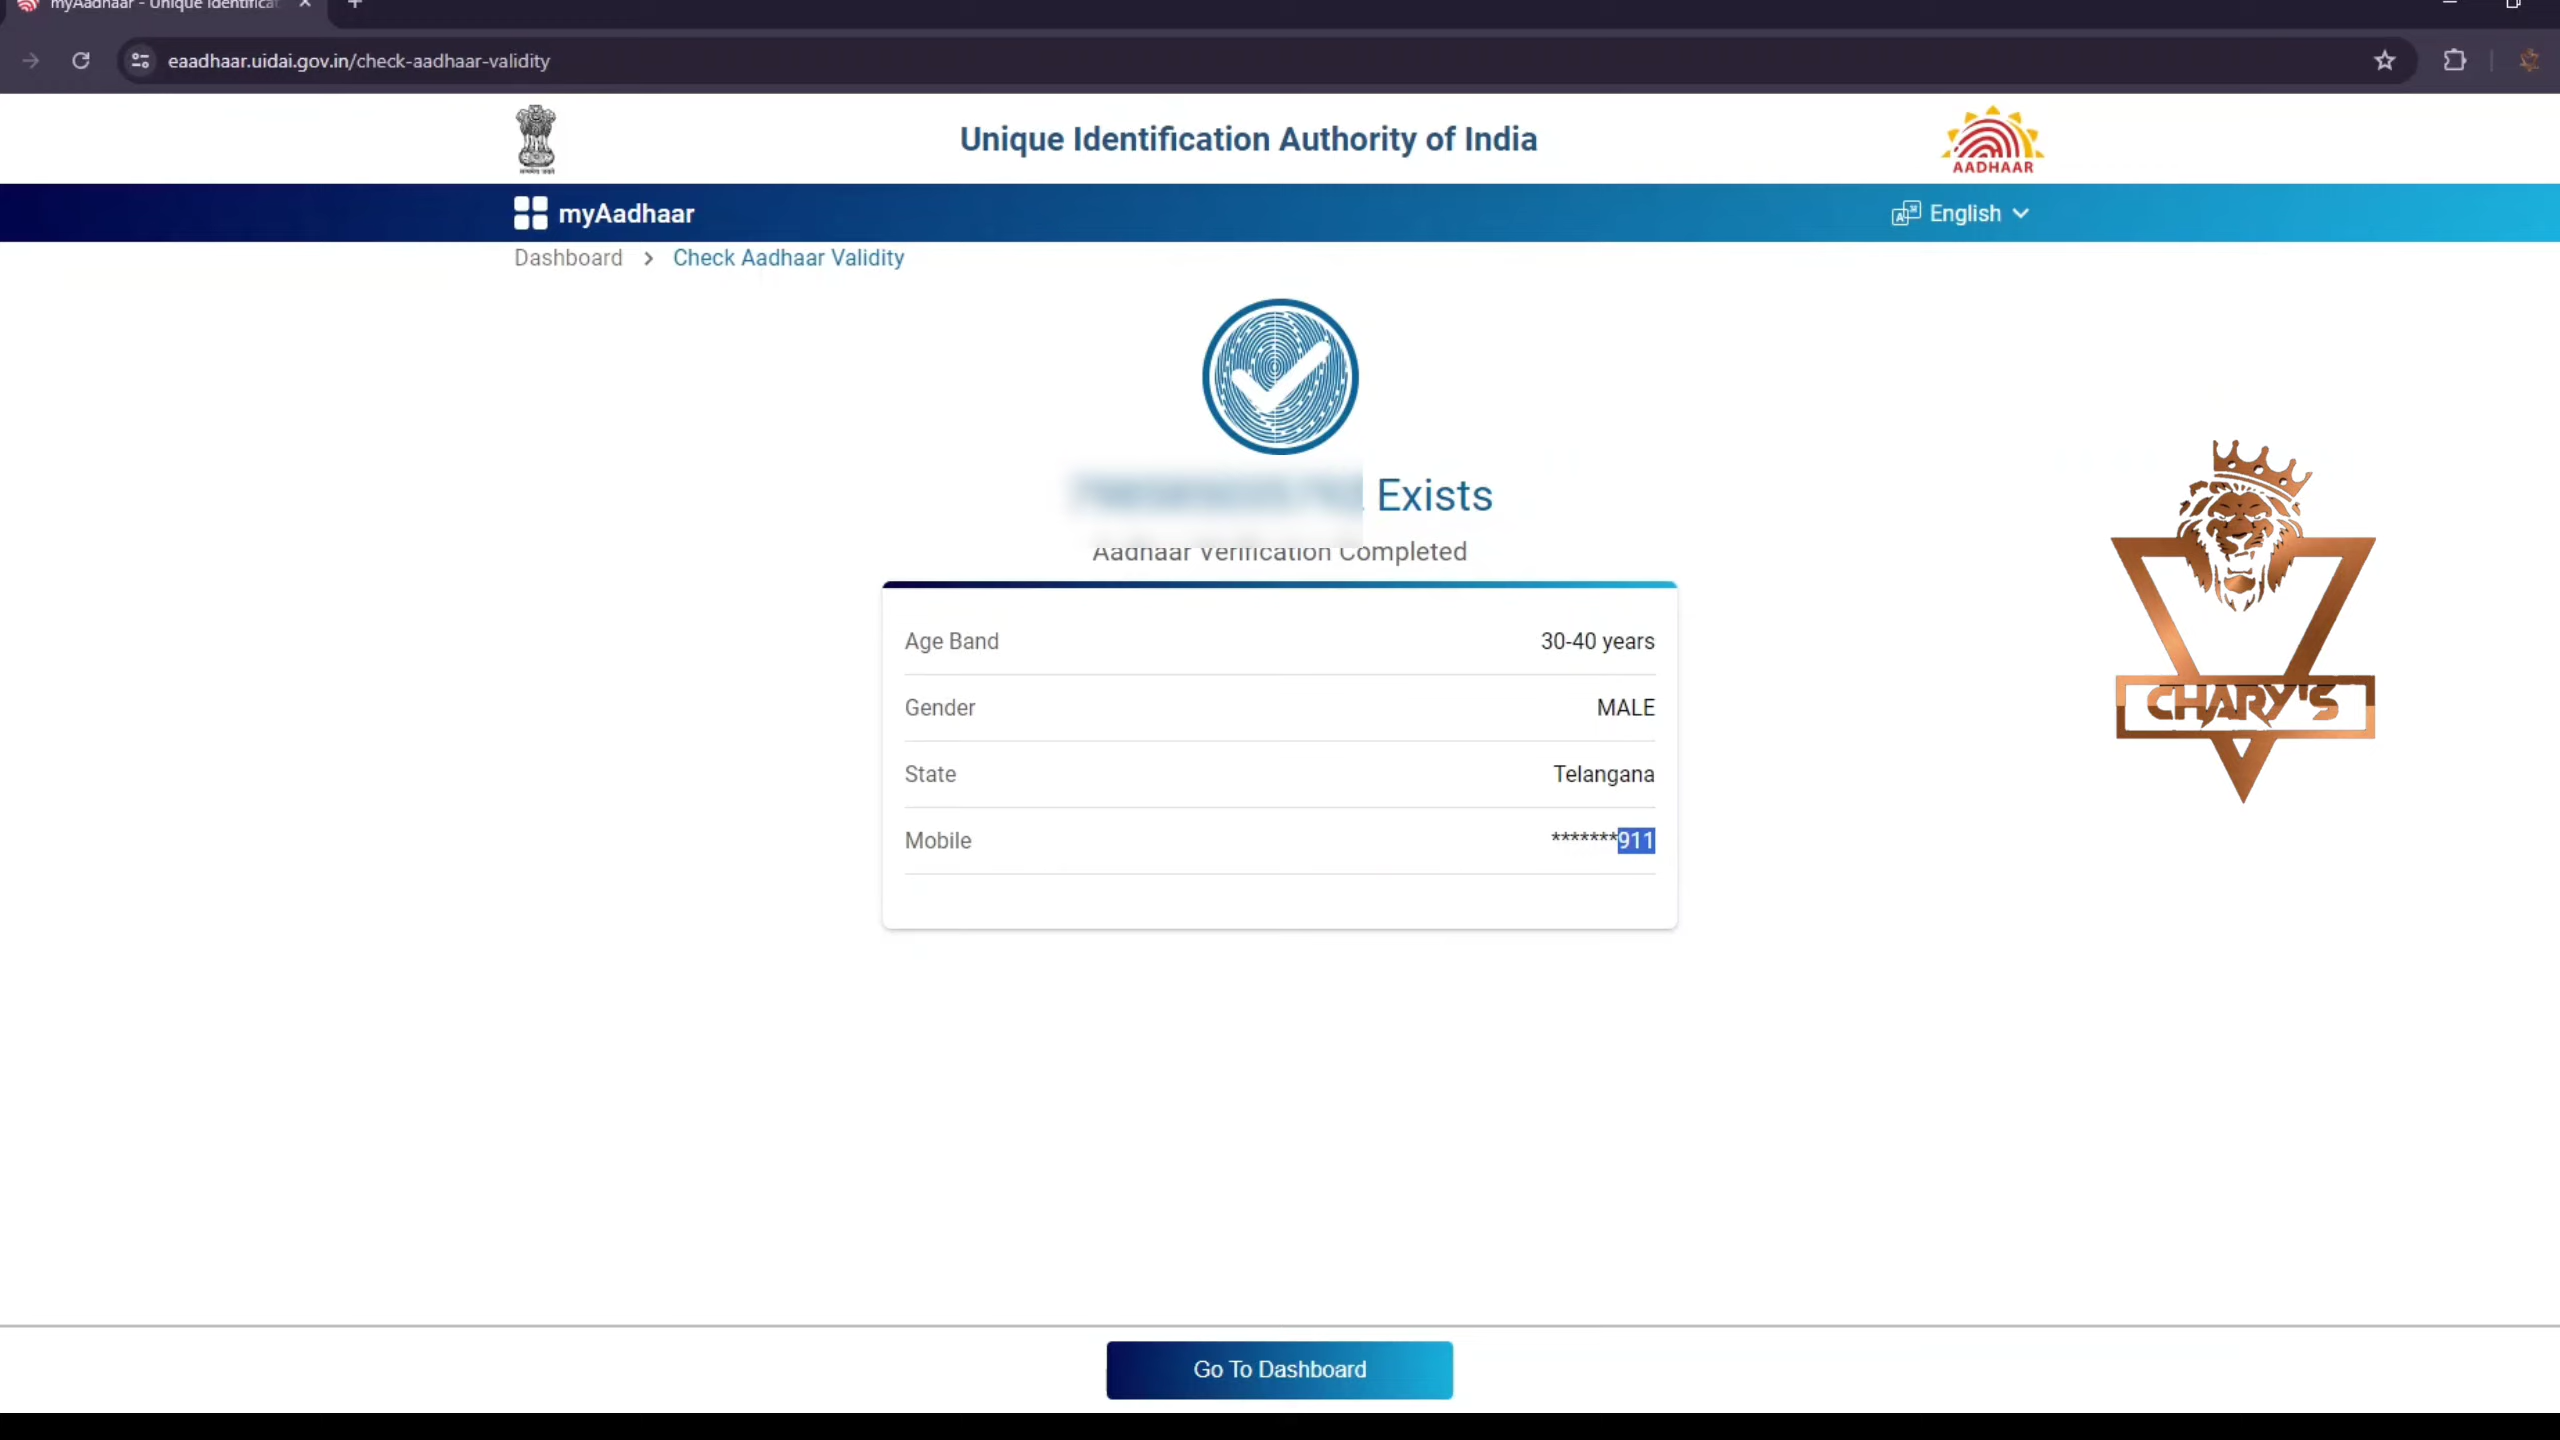 myAadhaar - Unique Identificat
eaadhaar.uidai.gov.in/check-aadhaar-validity
Unique Identification Authority of India
AADHAAR
myAadhaar
English
Dashboard > Check Aadhaar Validity
Exists
Aadhaar Verification Completed
Age Band 30-40 years
Gender MALE
State Telangana
Mobile *******911
CHARY'S
Go To Dashboard